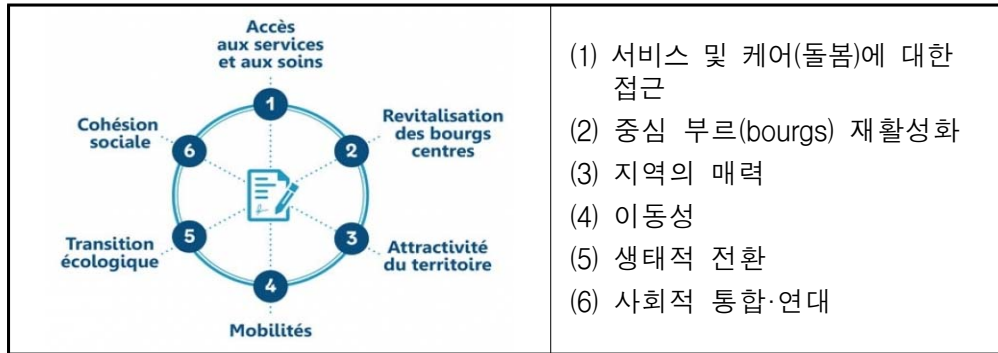 Accès
aux services
et aux soins
1
Revitalisation
des bourgs
centres
2
Attractivité
du territoire
3
Mobilités
4
Transition
écologique
5
Cohésion
sociale
6
(1) 서비스 및 케어(돌봄)에 대한
접근
(2) 중심 부르(bourgs) 재활성화
(3) 지역의 매력
(4) 이동성
(5) 생태적 전환
(6) 사회적 통합·연대